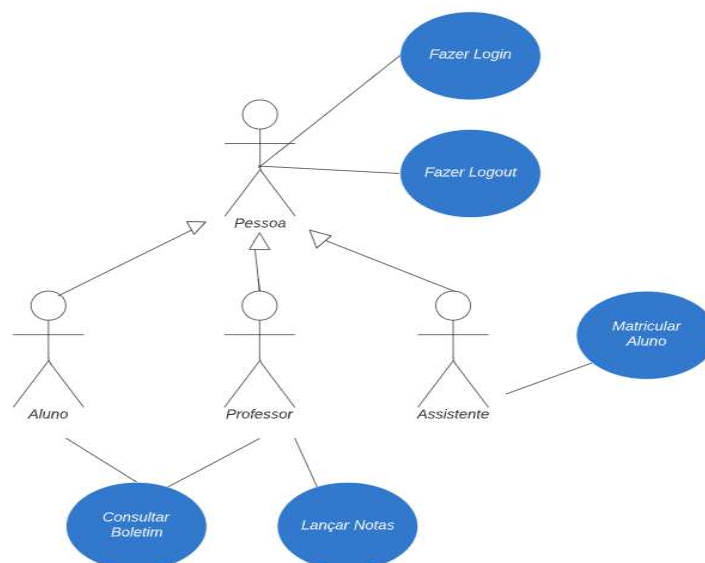 Fazer Login
Fazer Logout
Pessoa
Matricular
Aluno
Aluno
Professor
Assistente
Consultar
Boletim
Lançar Notas